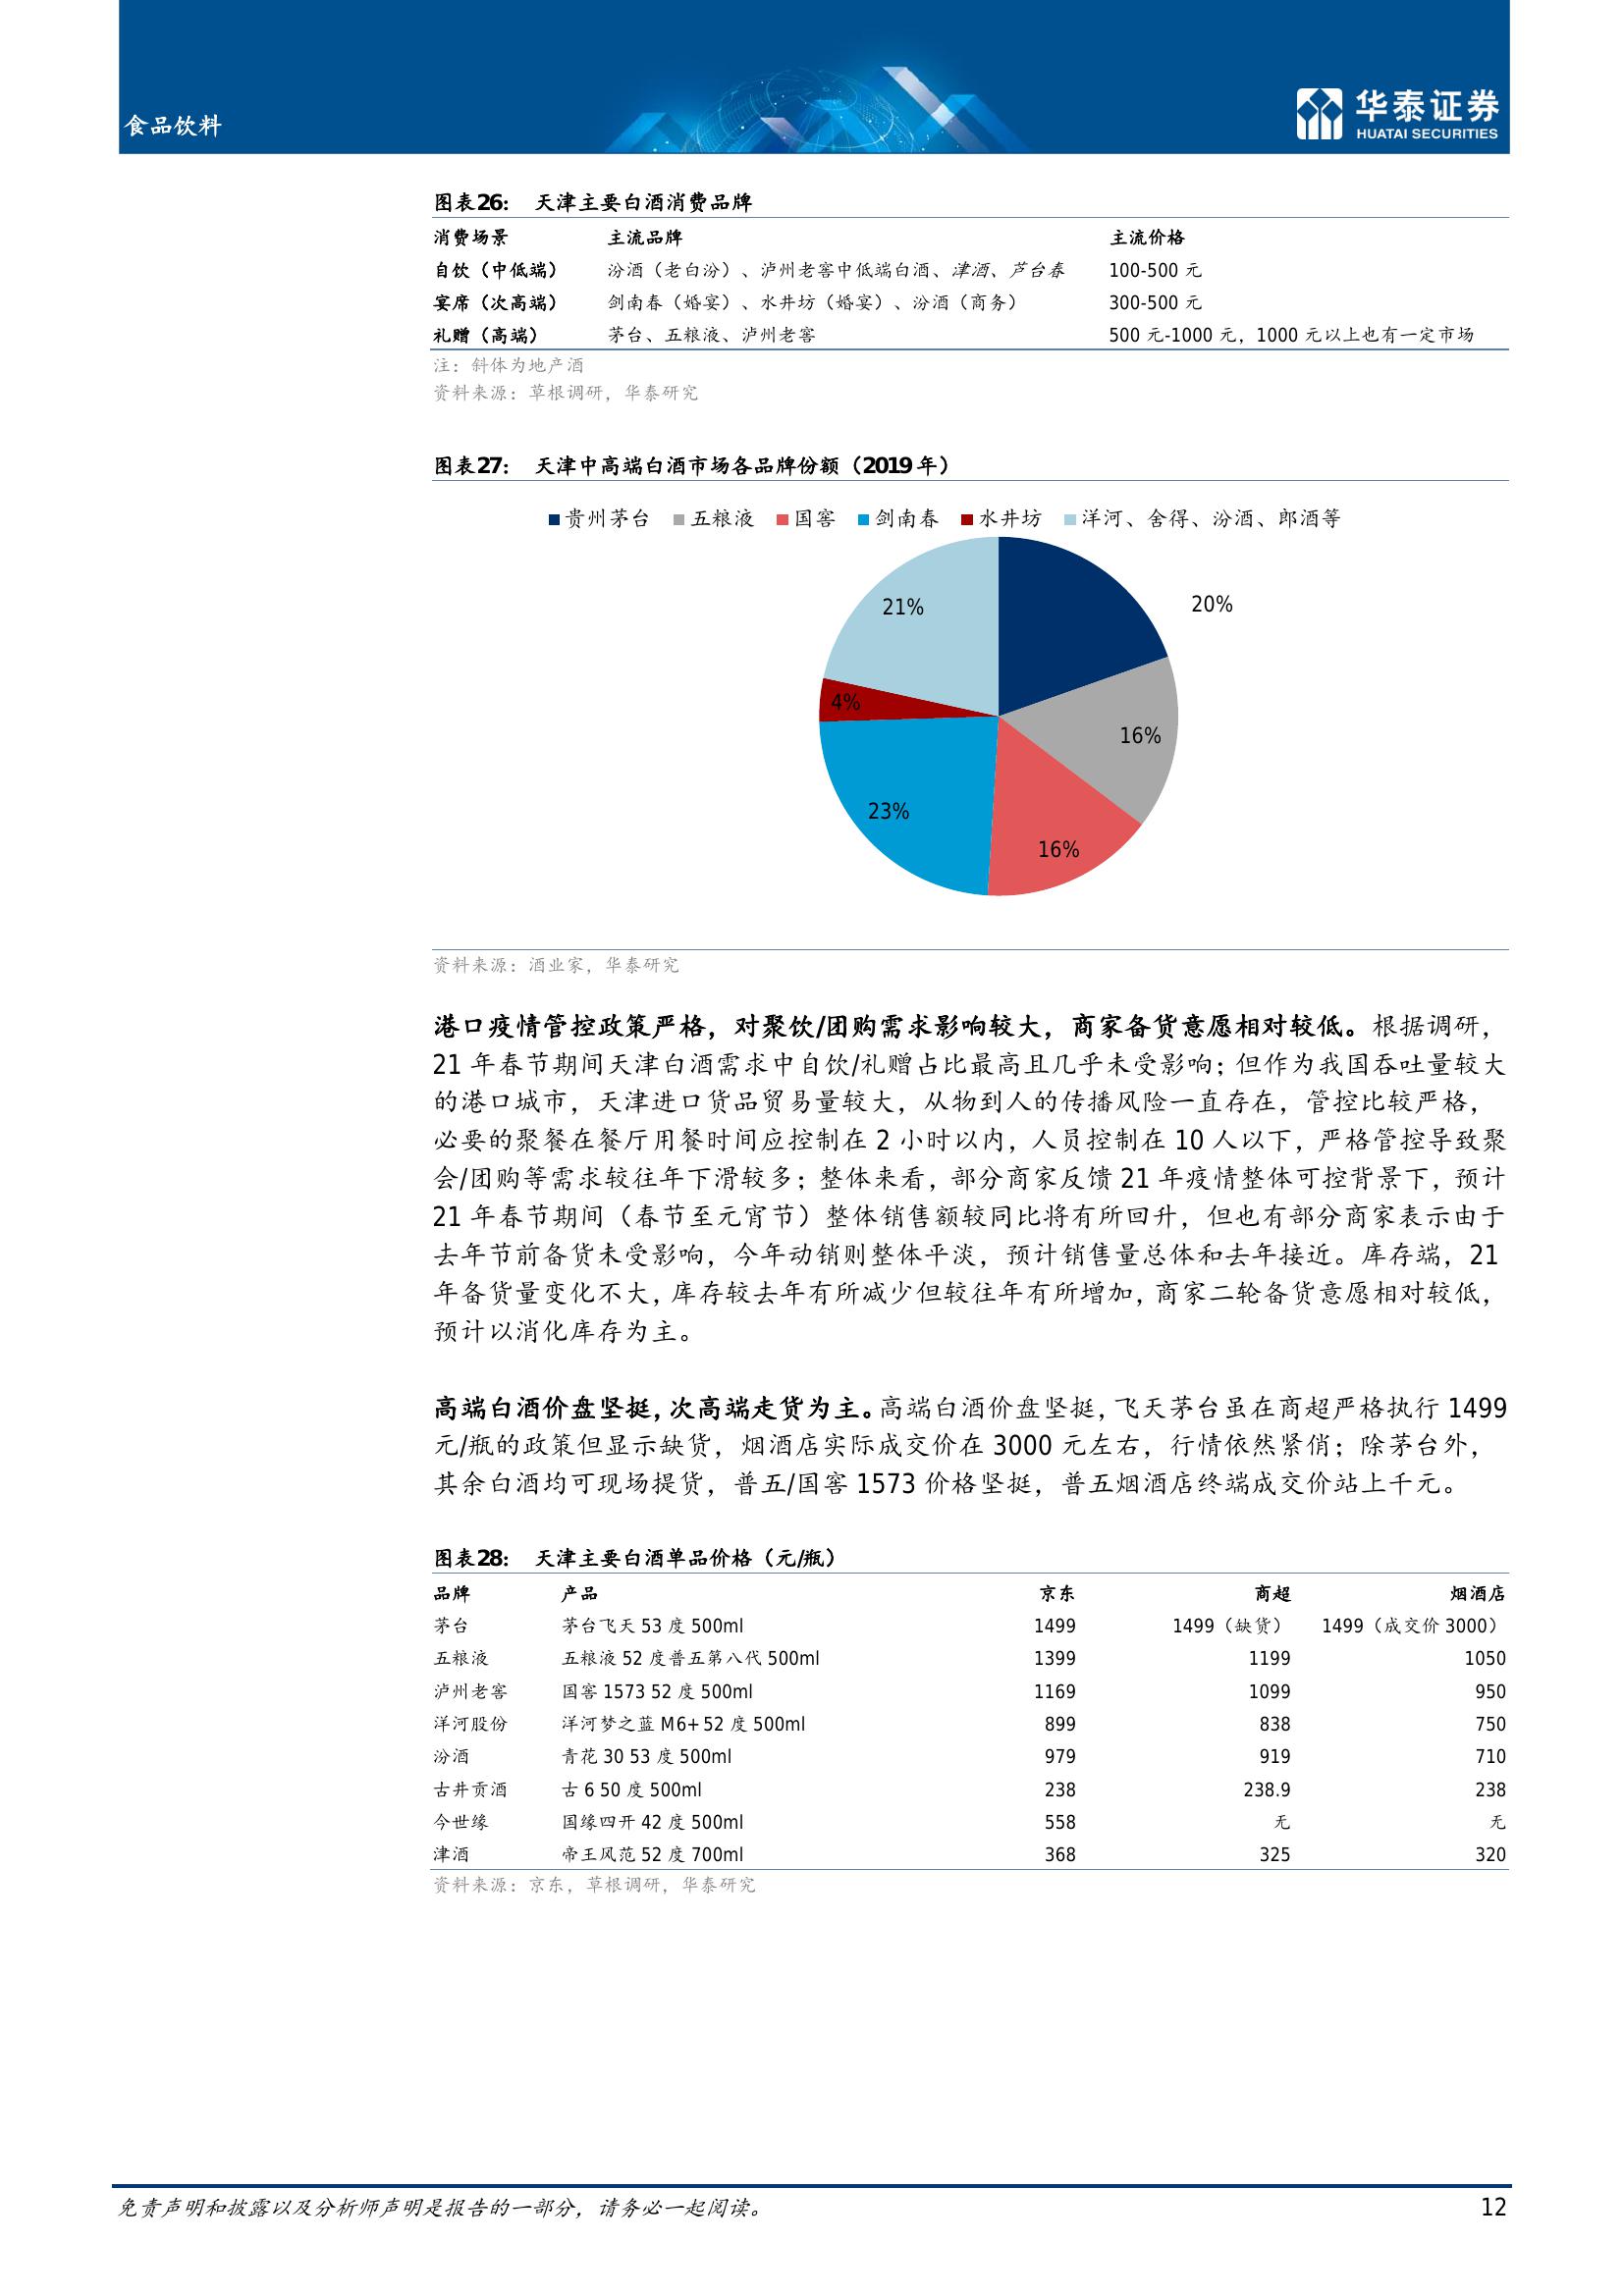 食品饮料
华泰证券
HUATAI SECURITIES
图表26： 天津主要白酒消费品牌
消费场景 主流品牌 主流价格
自饮（中低端） 汾酒（老白汾）、泸州老窖中低端白酒、津酒、芦台春 100-500 元
宴席（次高端） 剑南春（婚宴）、水井坊（婚宴）、汾酒（商务） 300-500 元
礼赠（高端） 茅台、五粮液、泸州老窖 500 元-1000 元，1000 元以上也有一定市场
注：斜体为地产酒
资料来源：草根调研，华泰研究
图表27： 天津中高端白酒市场各品牌份额（2019 年）
贵州茅台 五粮液 国窖 剑南春 水井坊 洋河、舍得、汾酒、郎酒等
20%
21%
4%
16%
23%
16%
资料来源：酒业家，华泰研究
港口疫情管控政策严格，对聚饮/团购需求影响较大，商家备货意愿相对较低。根据调研，
21 年春节期间天津白酒需求中自饮/礼赠占比最高且几乎未受影响；但作为我国吞吐量较大
的港口城市，天津进口货品贸易量较大，从物到人的传播风险一直存在，管控比较严格，
必要的聚餐在餐厅用餐时间应控制在 2 小时以内，人员控制在 10 人以下，严格管控导致聚
会/团购等需求较往年下滑较多；整体来看，部分商家反馈 21 年疫情整体可控背景下，预计
21 年春节期间（春节至元宵节）整体销售额较同比将有所回升，但也有部分商家表示由于
去年节前备货未受影响，今年动销则整体平淡，预计销售量总体和去年接近。库存端，21
年备货量变化不大，库存较去年有所减少但较往年有所增加，商家二轮备货意愿相对较低，
预计以消化库存为主。
高端白酒价盘坚挺，次高端走货为主。高端白酒价盘坚挺，飞天茅台虽在商超严格执行 1499
元/瓶的政策但显示缺货，烟酒店实际成交价在 3000 元左右，行情依然紧俏；除茅台外，
其余白酒均可现场提货，普五/国窖 1573 价格坚挺，普五烟酒店终端成交价站上千元。
图表28： 天津主要白酒单品价格（元/瓶）
品牌 产品 京东 商超 烟酒店
茅台 茅台飞天 53 度 500ml 1499 1499（缺货） 1499（成交价 3000）
五粮液 五粮液 52 度普五第八代 500ml 1399 1199 1050
泸州老窖 国窖 1573 52 度 500ml 1169 1099 950
洋河股份 洋河梦之蓝 M6+ 52 度 500ml 899 838 750
汾酒 青花 30 53 度 500ml 979 919 710
古井贡酒 古 6 50 度 500ml 238 238.9 238
今世缘 国缘四开 42 度 500ml 558 无 无
津酒 帝王风范 52 度 700ml 368 325 320
资料来源：京东，草根调研，华泰研究
免责声明和披露以及分析师声明是报告的一部分，请务必一起阅读。 12